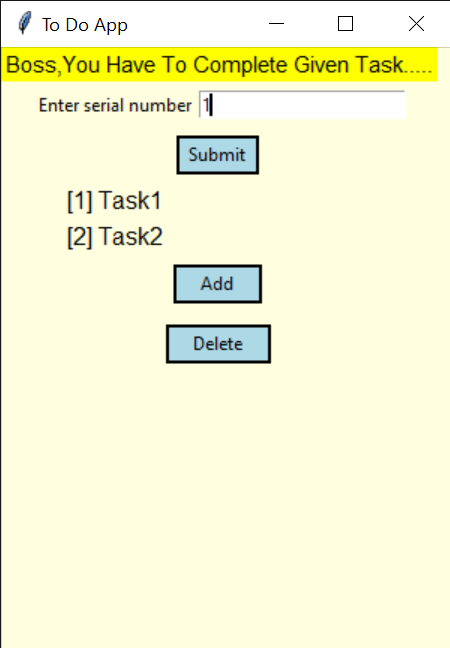 To Do App
Boss,You Have To Complete Given Task.....
Enter serial number 1
Submit
[1] Task1
[2] Task2
Add
Delete